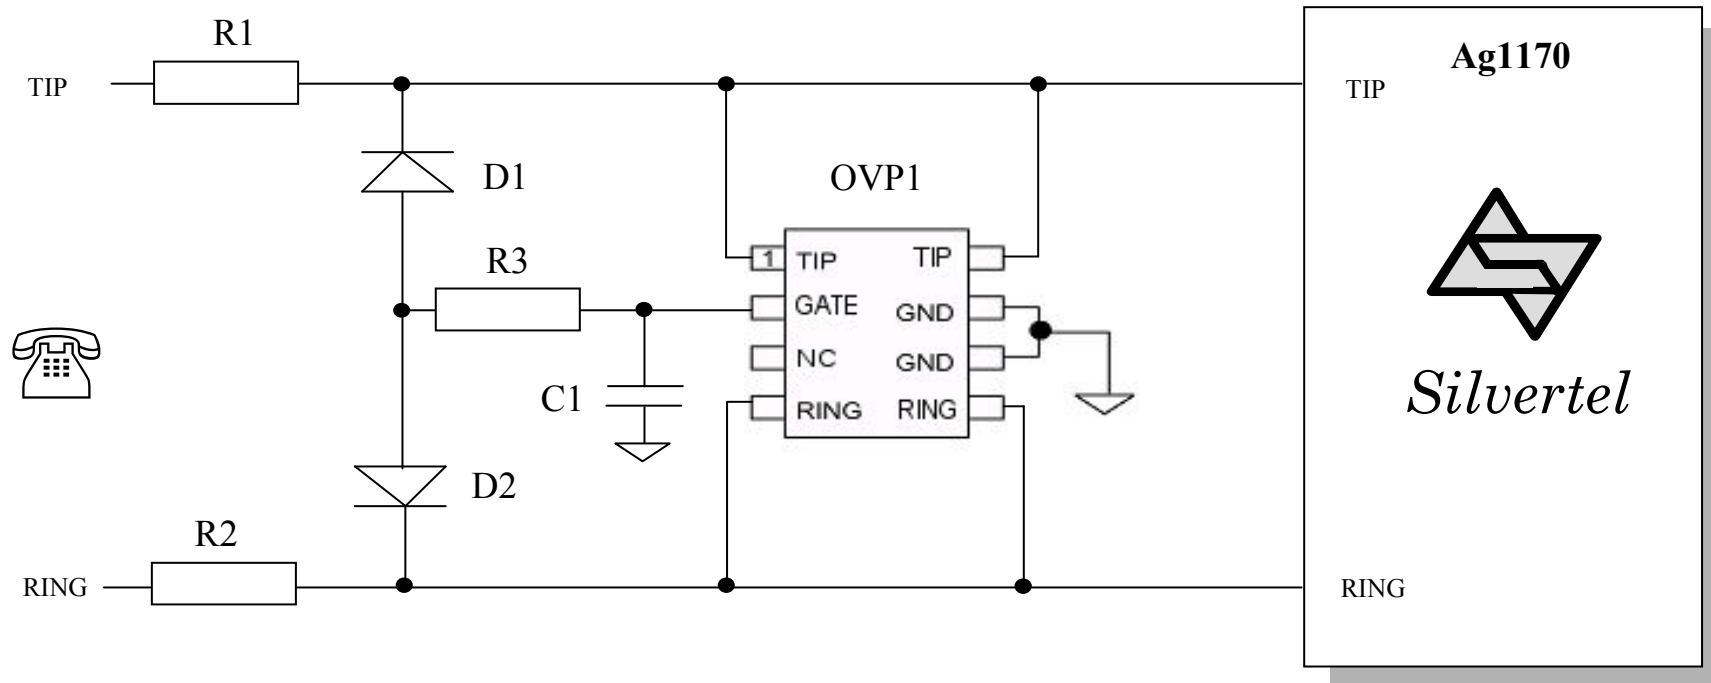 R1
TIP
Ag1170
TIP
D1
OVP1
R3
1 TIP
TIP
GATE
GND
NC
GND
RING
RING
C1
Silvertel
D2
R2
RING
RING